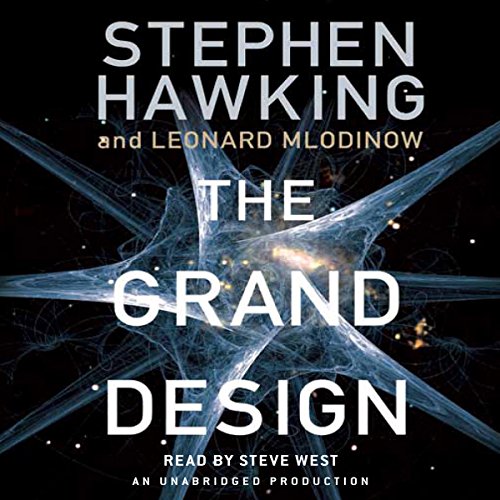 STEPHEN
HAWKING
and LEONARD MLODINOW
THE
GRAND
DESIGN
READ BY STEVE WEST
AN UNABRIDGED PRODUCTION